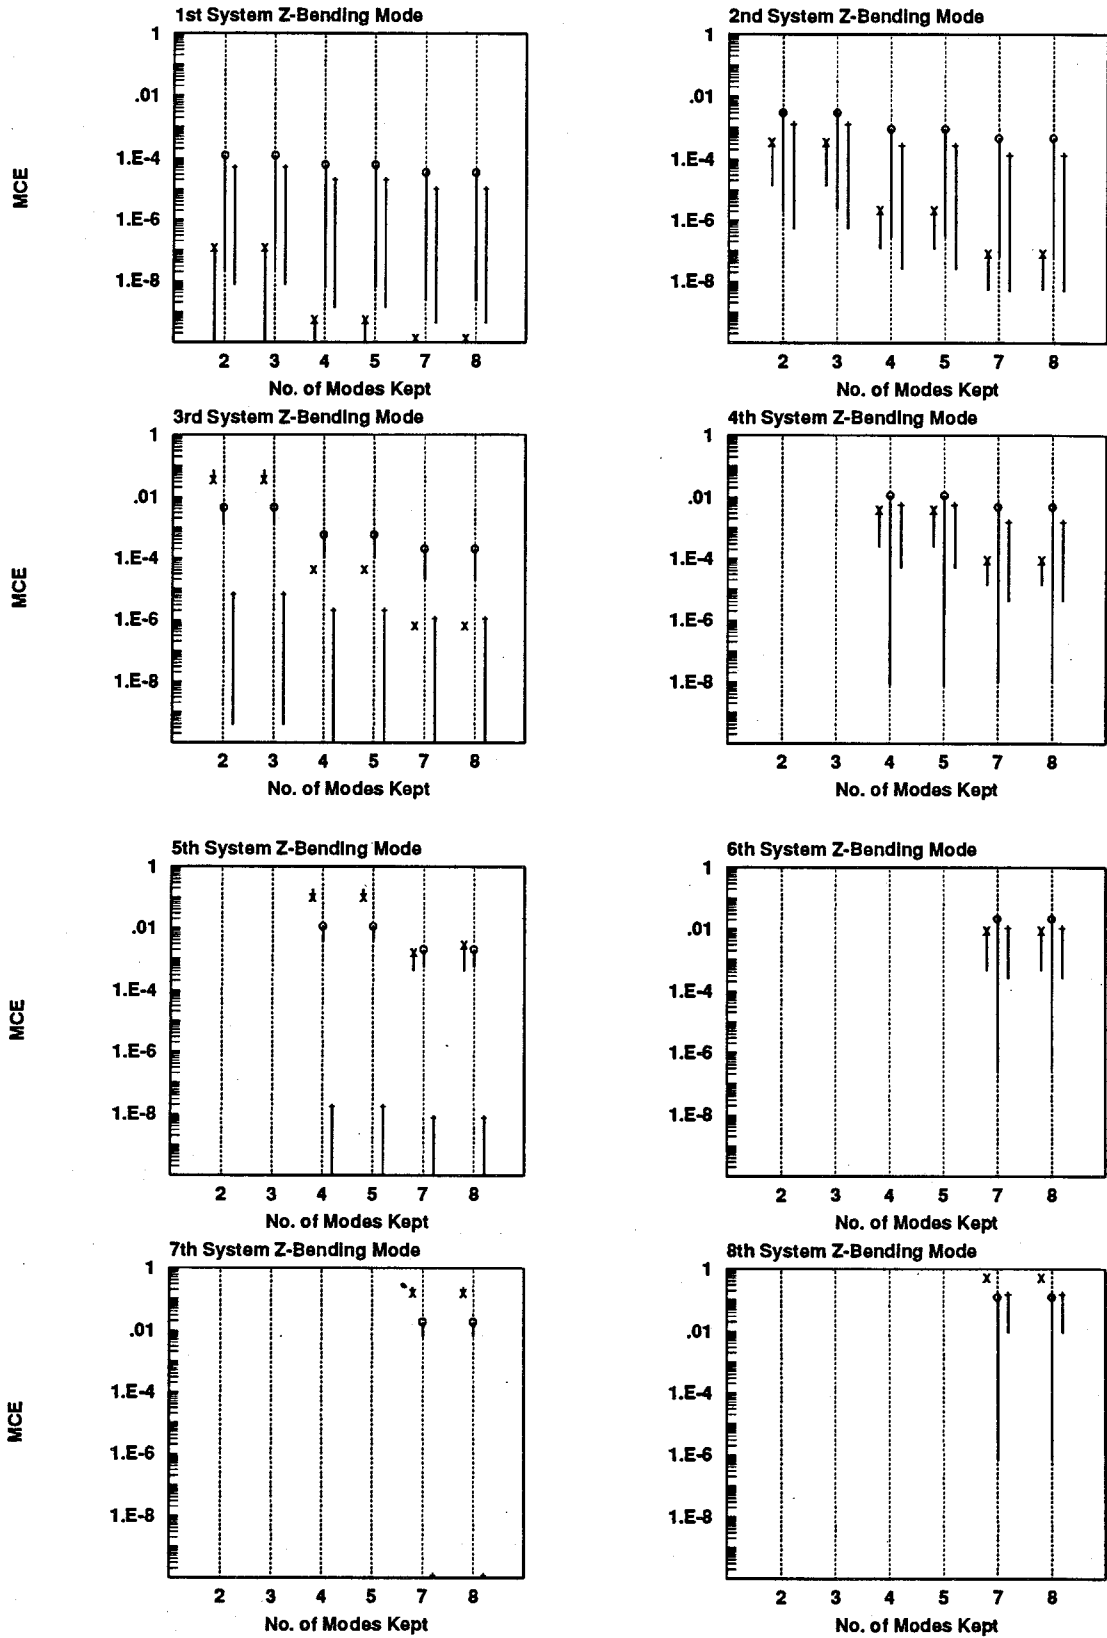 1st System Z-Bending Mode
MCE
1
.01
1.E-4
1.E-6
1.E-8
2 3 4 5 7 8
No. of Modes Kept
2nd System Z-Bending Mode
1
.01
1.E-4
1.E-6
1.E-8
2 3 4 5 7 8
No. of Modes Kept
3rd System Z-Bending Mode
MCE
1
.01
1.E-4
1.E-6
1.E-8
2 3 4 5 7 8
No. of Modes Kept
4th System Z-Bending Mode
1
.01
1.E-4
1.E-6
1.E-8
2 3 4 5 7 8
No. of Modes Kept
5th System Z-Bending Mode
MCE
1
.01
1.E-4
1.E-6
1.E-8
2 3 4 5 7 8
No. of Modes Kept
6th System Z-Bending Mode
1
.01
1.E-4
1.E-6
1.E-8
2 3 4 5 7 8
No. of Modes Kept
7th System Z-Bending Mode
MCE
1
.01
1.E-4
1.E-6
1.E-8
2 3 4 5 7 8
No. of Modes Kept
8th System Z-Bending Mode
1
.01
1.E-4
1.E-6
1.E-8
2 3 4 5 7 8
No. of Modes Kept